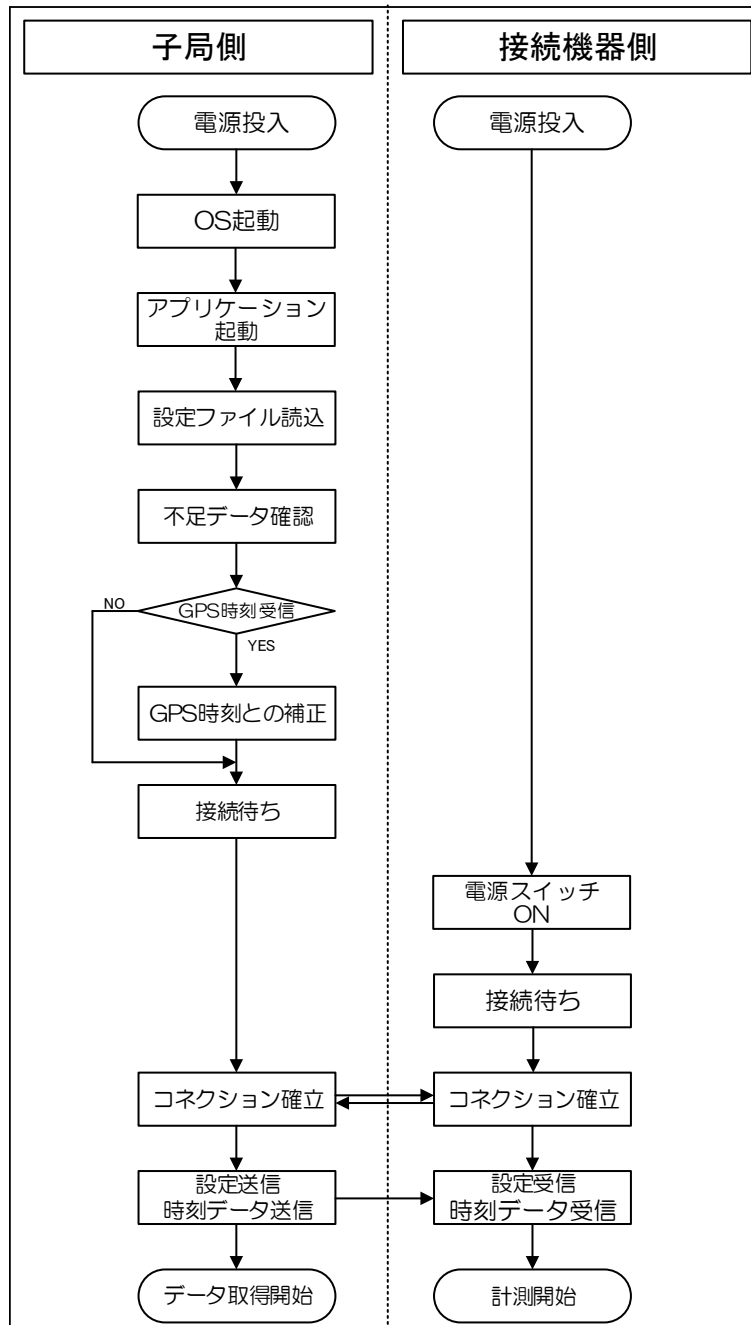 子局側
接続機器側
電源投入
電源投入
OS起動
アプリケーション
起動
設定ファイル読込
不足データ確認
NO
GPS時刻受信
YES
GPS時刻との補正
接続待ち
電源スイッチ
ON
接続待ち
コネクション確立
コネクション確立
設定送信
時刻データ送信
設定受信
時刻データ受信
データ取得開始
計測開始